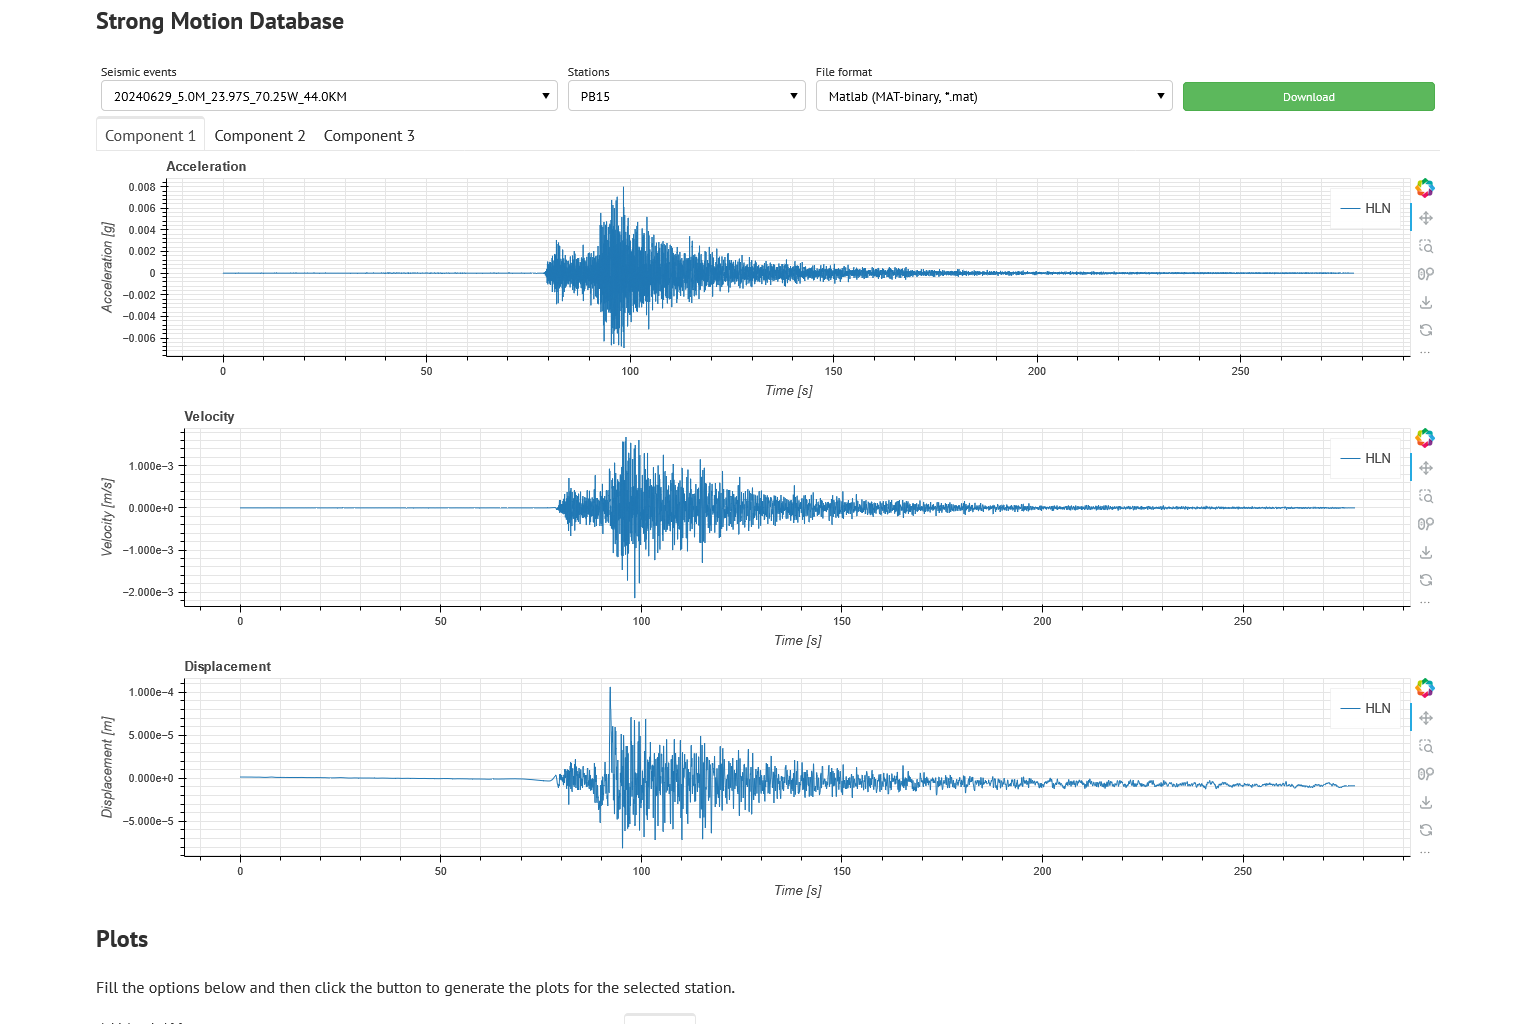 Strong Motion Database
Seismic events
Stations
File format
20240629_5.0M_23.97S_70.25W_44.0KM
PB15
Matlab (MAT-binary, *.mat)
Download
Component 1
Component 2
Component 3
Acceleration
Acceleration [g]
0.008
0.006
0.004
0.002
0
−0.002
−0.004
−0.006
HLN
0
50
100
150
200
250
Time [s]
Velocity
Velocity [m/s]
1.000e−3
0.000e+0
−1.000e−3
−2.000e−3
HLN
0
50
100
150
200
250
Time [s]
Displacement
Displacement [m]
1.000e−4
5.000e−5
0.000e+0
−5.000e−5
HLN
0
50
100
150
200
250
Time [s]
Plots
Fill the options below and then click the button to generate the plots for the selected station.